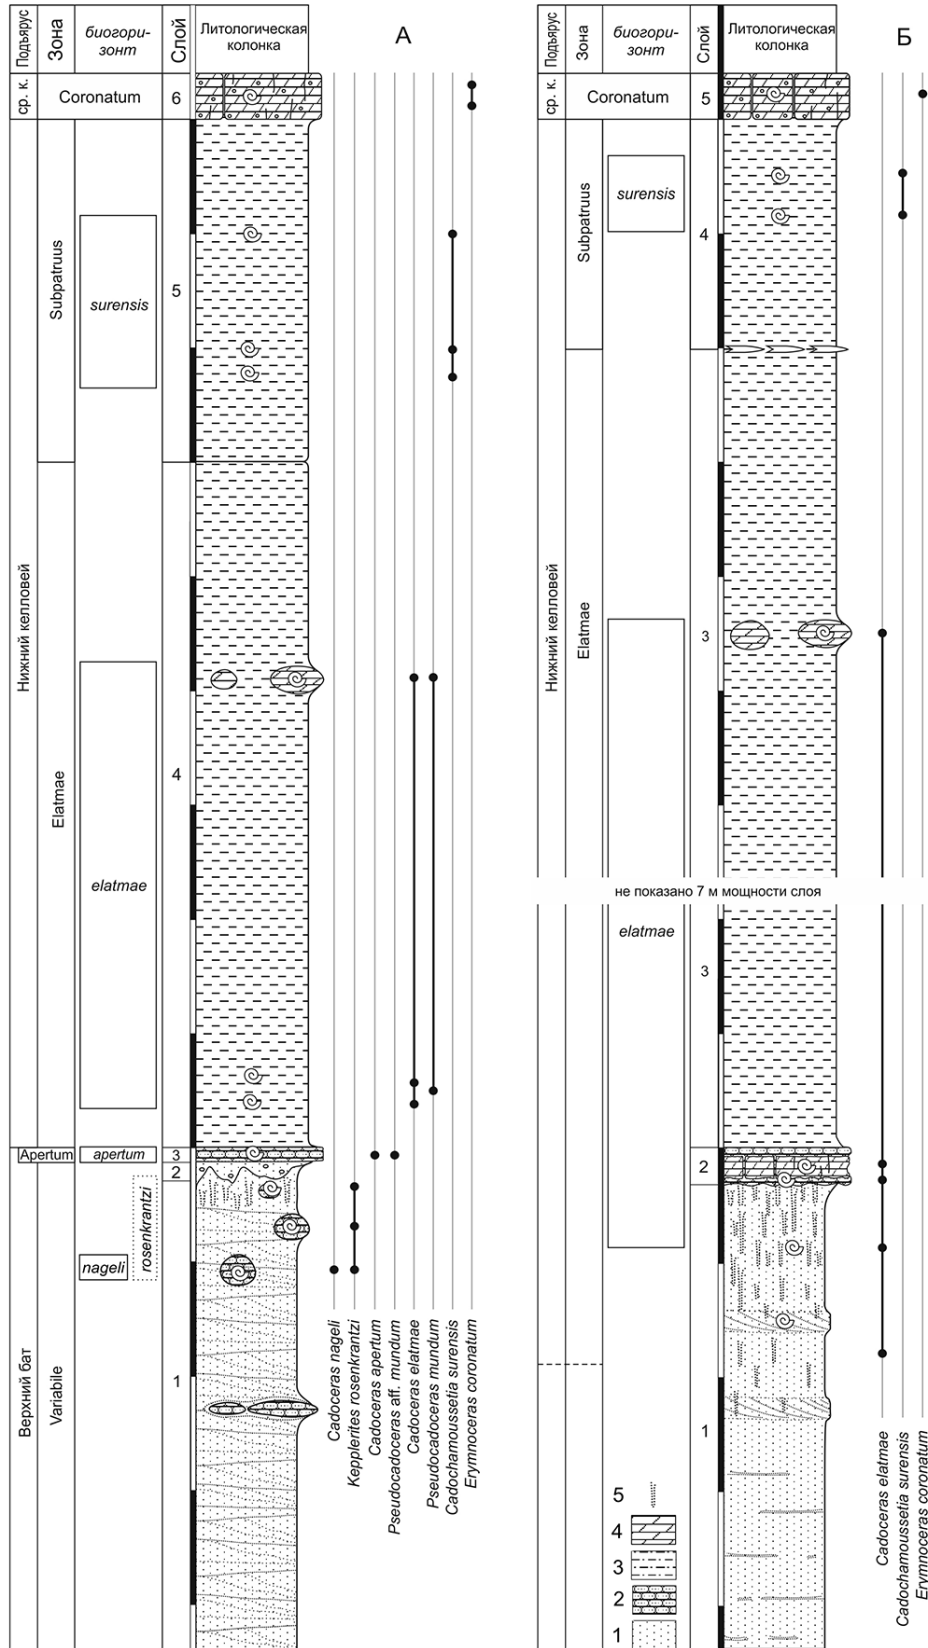 Подъярус
Зона
биогори-
зонт
Слой
Литологическая
колонка
А
ср. к.
Coronatum
6
Subpatruus
surensis
5
Нижний келловей
Elatmae
elatmae
4
Apertum
apertum
3
2
rosenkrantzi
nageli
Верхний бат
Variabile
1
Cadoceras nageli
Kepplerites rosenkrantzi
Cadoceras apertum
Pseudocadoceras aff. mundum
Cadoceras elatmae
Pseudocadoceras mundum
Cadochamoussetia surensis
Erymnoceras coronatum
Подъярус
Зона
биогори-
зонт
Слой
Литологическая
колонка
Б
ср. к.
Coronatum
5
Subpatruus
surensis
4
Нижний келловей
Elatmae
3
не показано 7 м мощности слоя
elatmae
3
2
1
5
4
3
2
1
Cadoceras elatmae
Cadochamoussetia surensis
Erymnoceras coronatum